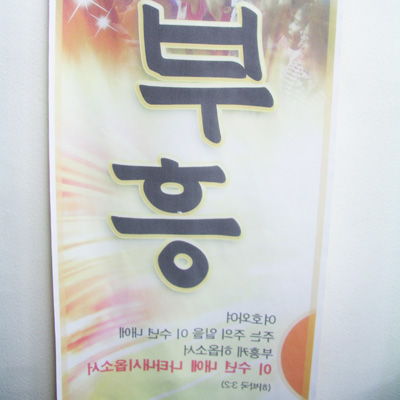 부
흥
여호와여
주는 주의 일을 이 수년 내에
부흥케 하옵소서
이 수년 내에 나타내시옵소서
(하박국 3:2)